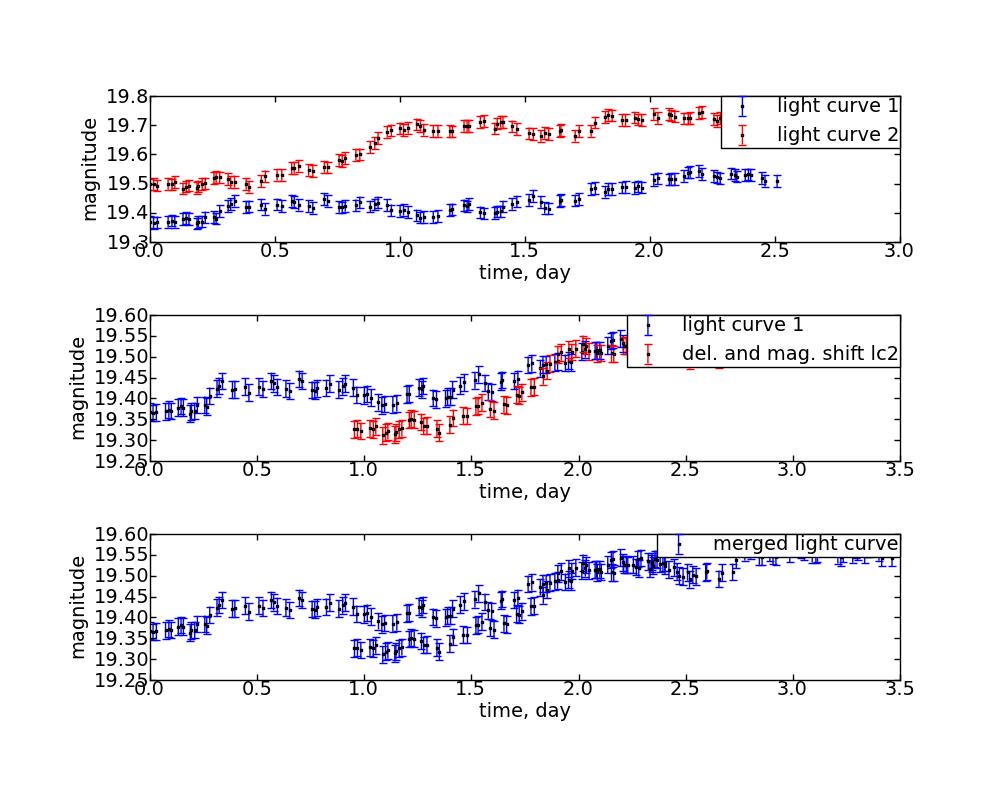 19.8
19.7
19.6
19.5
19.4
19.3
magnitude
light curve 1
light curve 2
0.0 0.5 1.0 1.5 2.0 2.5 3.0
time, day
19.60
19.55
19.50
19.45
19.40
19.35
19.30
19.25
magnitude
light curve 1
del. and mag. shift lc2
0.0 0.5 1.0 1.5 2.0 2.5 3.0 3.5
time, day
19.60
19.55
19.50
19.45
19.40
19.35
19.30
19.25
magnitude
merged light curve
0.0 0.5 1.0 1.5 2.0 2.5 3.0 3.5
time, day